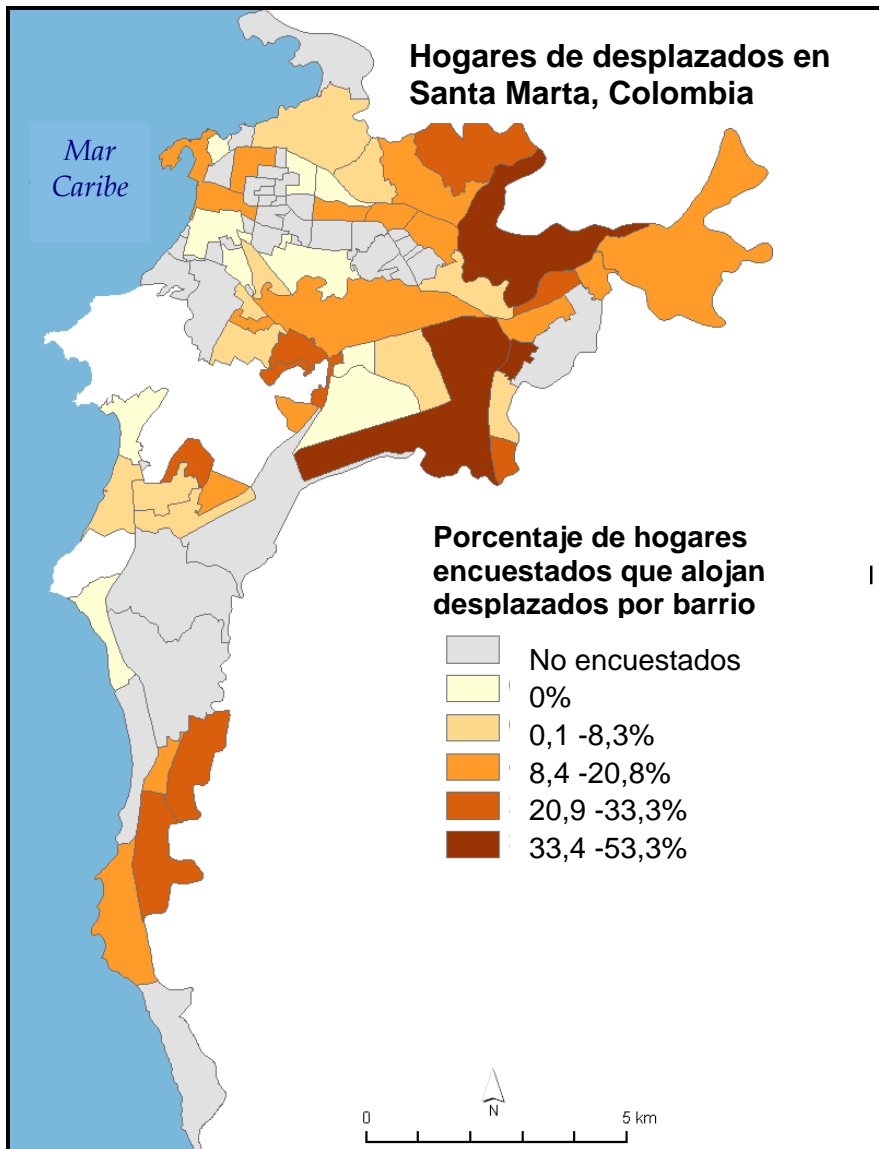 Hogares de desplazados en
Santa Marta, Colombia
Mar
Caribe
Porcentaje de hogares
encuestados que alojan
desplazados por barrio
No encuestados
0%
0,1 -8,3%
8,4 -20,8%
20,9 -33,3%
33,4 -53,3%
N
0 5 km